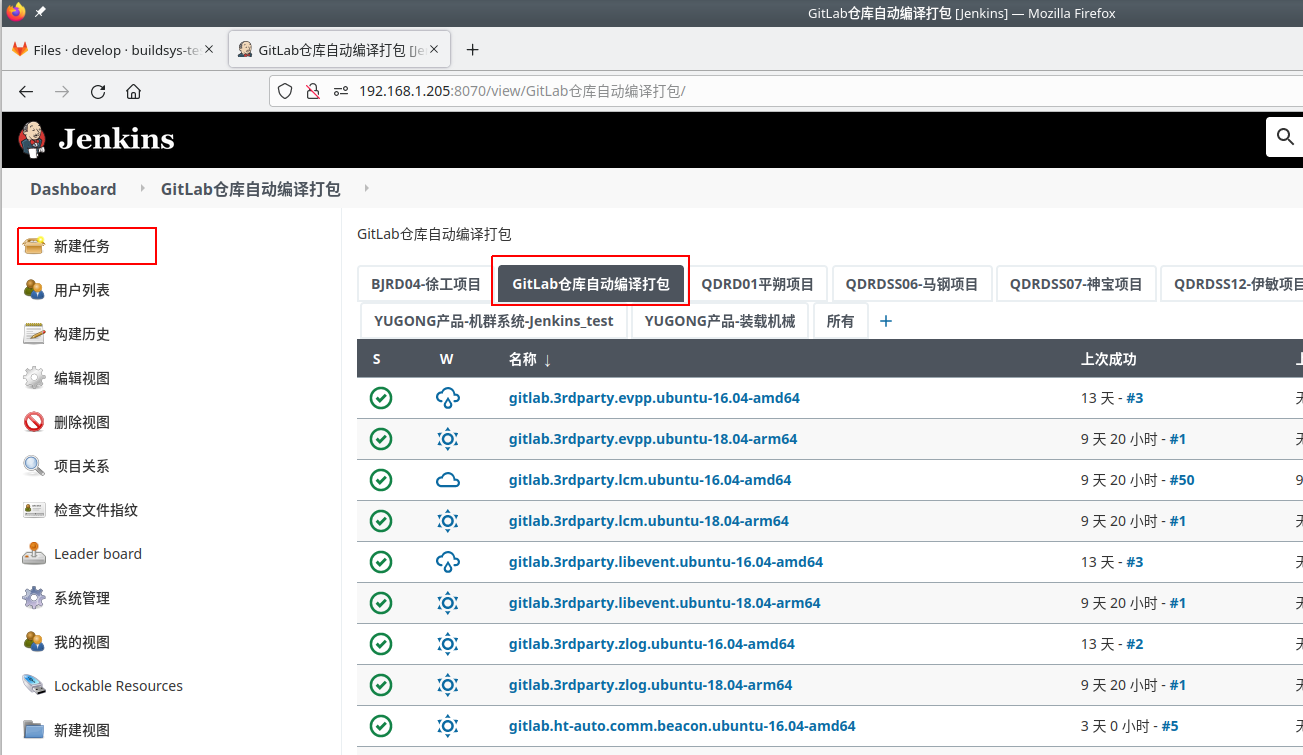 GitLab仓库自动编译打包 [Jenkins] — Mozilla Firefox
Files · develop · buildsys-te
GitLab仓库自动编译打包 [Je
192.168.1.205:8070/view/GitLab仓库自动编译打包/
Jenkins
Dashboard GitLab仓库自动编译打包
新建任务
用户列表
构建历史
编辑视图
删除视图
项目关系
检查文件指纹
Leader board
系统管理
我的视图
Lockable Resources
新建视图
GitLab仓库自动编译打包
BJRD04-徐工项目 GitLab仓库自动编译打包 QDRD01平朔项目 QDRDSS06-马钢项目 QDRDSS07-神宝项目 QDRDSS12-伊敏项目
YUGONG产品-机群系统-Jenkins_test YUGONG产品-装载机械 所有 +
S W 名称 ↓ 上次成功
gitlab.3rdparty.evpp.ubuntu-16.04-amd64 13 天 - #3
gitlab.3rdparty.evpp.ubuntu-18.04-arm64 9 天 20 小时 - #1
gitlab.3rdparty.lcm.ubuntu-16.04-amd64 9 天 20 小时 - #50
gitlab.3rdparty.lcm.ubuntu-18.04-arm64 9 天 20 小时 - #1
gitlab.3rdparty.libevent.ubuntu-16.04-amd64 13 天 - #3
gitlab.3rdparty.libevent.ubuntu-18.04-arm64 9 天 20 小时 - #1
gitlab.3rdparty.zlog.ubuntu-16.04-amd64 13 天 - #2
gitlab.3rdparty.zlog.ubuntu-18.04-arm64 9 天 20 小时 - #1
gitlab.ht-auto.comm.beacon.ubuntu-16.04-amd64 3 天 0 小时 - #5